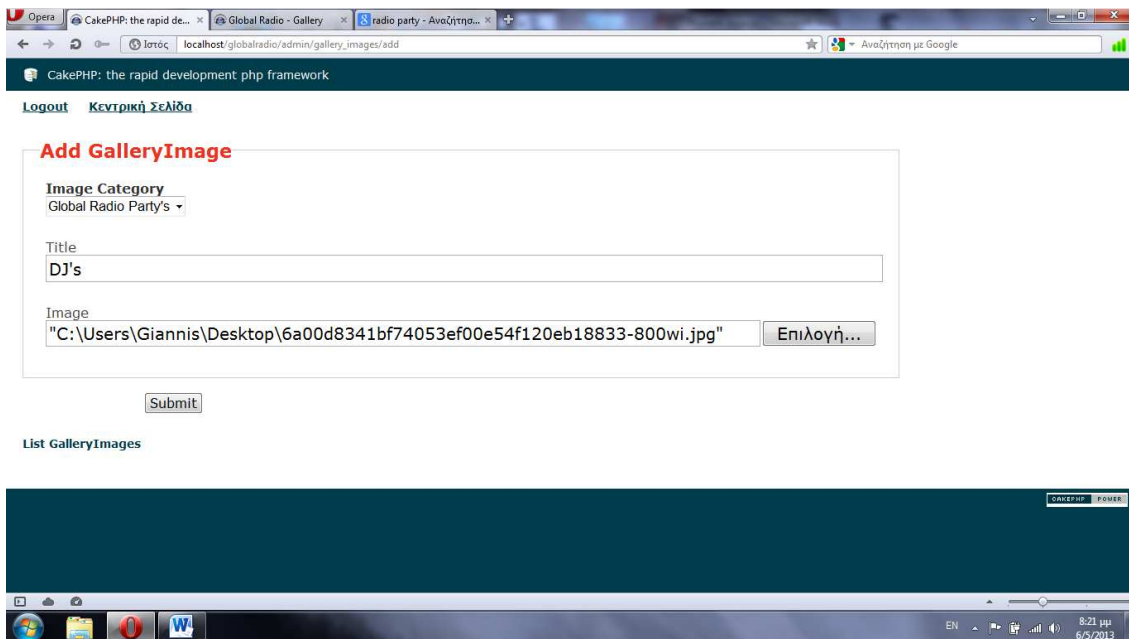 Opera
CakePHP: the rapid de...
Global Radio - Gallery
radio party - Αναζήτησ...
Ιστός
localhost/globalradio/admin/gallery_images/add
Αναζήτηση με Google
CakePHP: the rapid development php framework
Logout
Κεντρική Σελίδα
Add GalleryImage
Image Category
Global Radio Party's
Title
DJ's
Image
"C:\Users\Giannis\Desktop\6a00d8341bf74053ef00e54f120eb18833-800wi.jpg"
Επιλογή...
Submit
List GalleryImages
CAKEPHP POWER
EN
8:21 μμ
6/5/2013